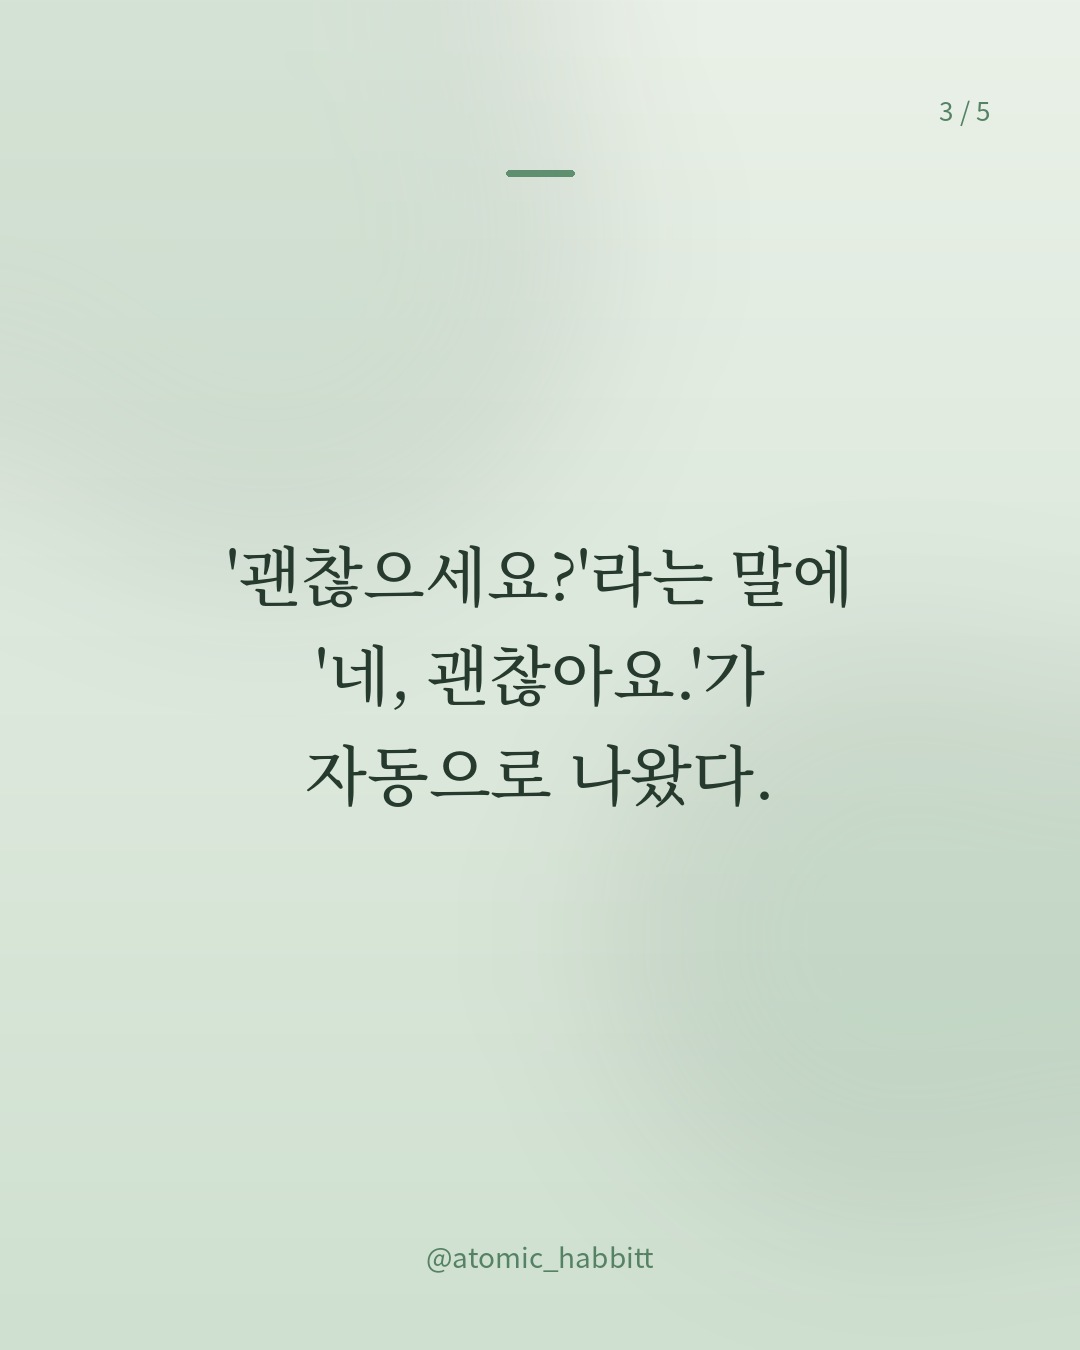 3 / 5
'괜찮으세요?'라는 말에
'네, 괜찮아요.'가
자동으로 나왔다.
@atomic_habbitt